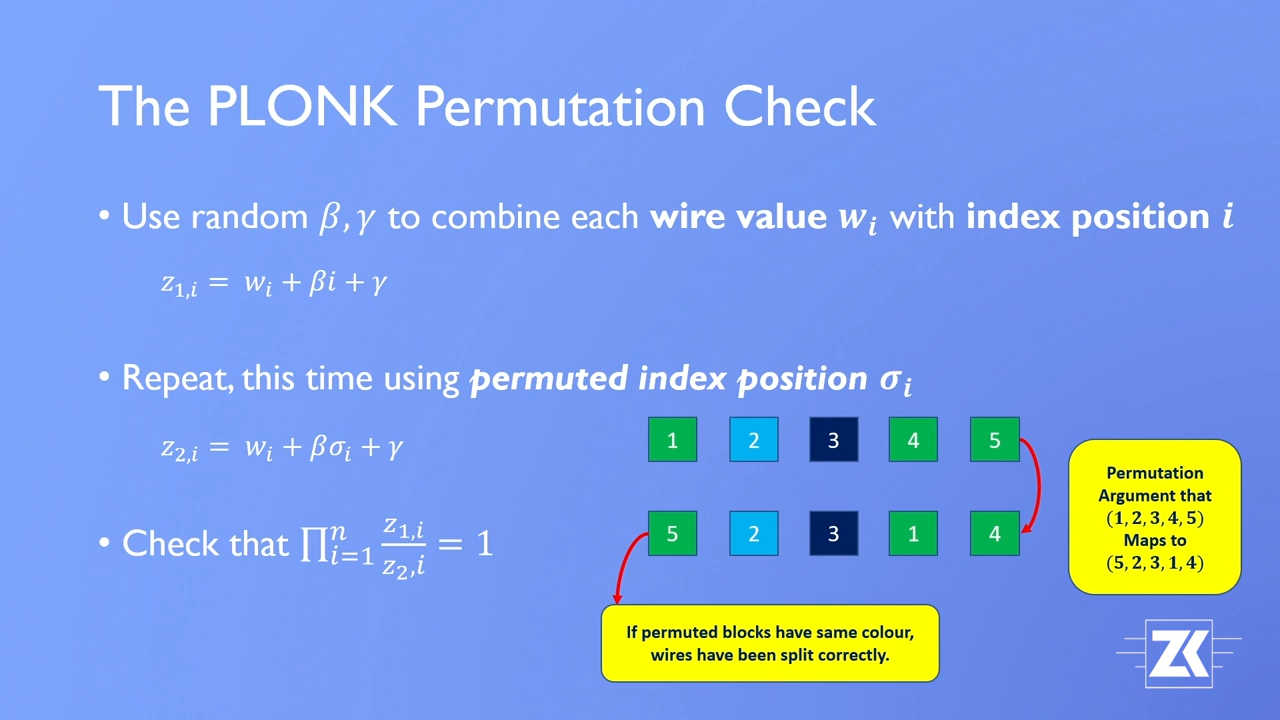 The PLONK Permutation Check
• Use random β, γ to combine each wire value wᵢ with index position i
z₁,ᵢ = wᵢ + βi + γ
• Repeat, this time using permuted index position σᵢ
z₂,ᵢ = wᵢ + βσᵢ + γ
• Check that ∏ⁿᵢ₌₁ z₁,ᵢ / z₂,ᵢ = 1
1 2 3 4 5
5 2 3 1 4
Permutation
Argument that
(1, 2, 3, 4, 5)
Maps to
(5, 2, 3, 1, 4)
If permuted blocks have same colour,
wires have been split correctly.
ZK